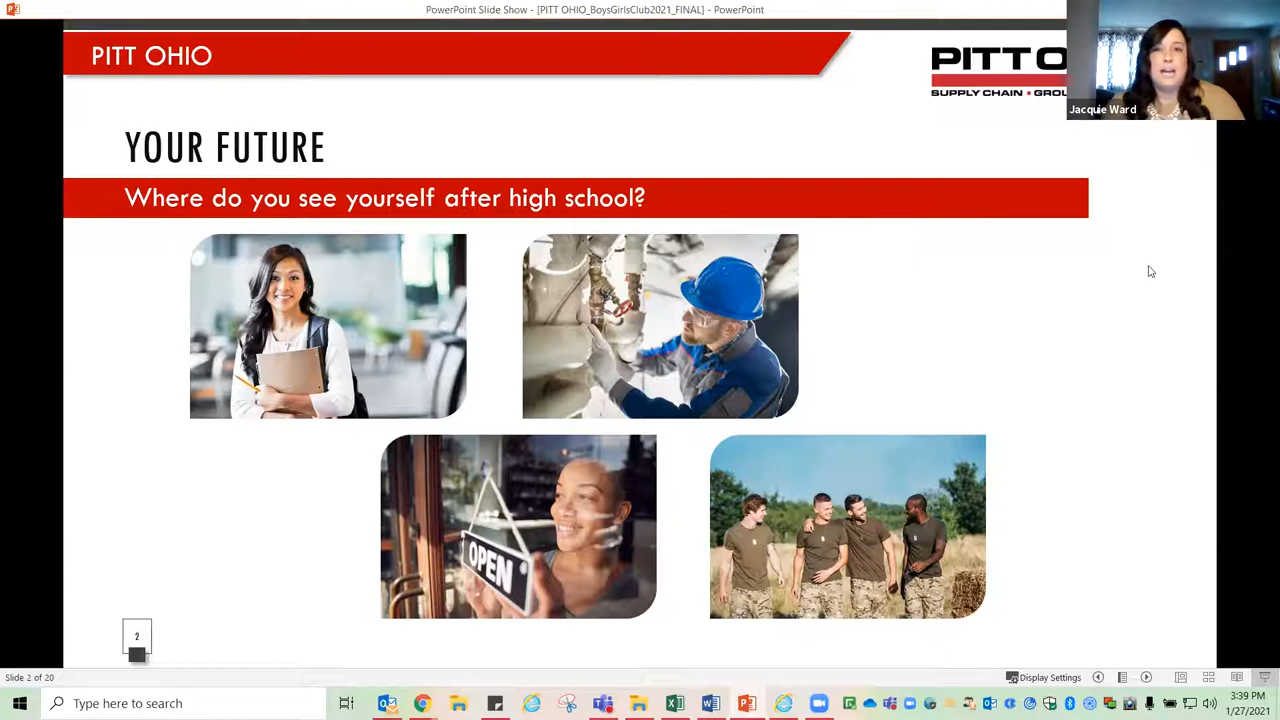 PowerPoint Slide Show - [PITT OHIO_BoysGirlsClub2021_FINAL] - PowerPoint
PITT OHIO
PITT O
SUPPLY CHAIN • GROU
Jacquie Ward
YOUR FUTURE
Where do you see yourself after high school?
OPEN
2
Slide 2 of 20
Display Settings
Type here to search
3:39 PM
1/27/2021